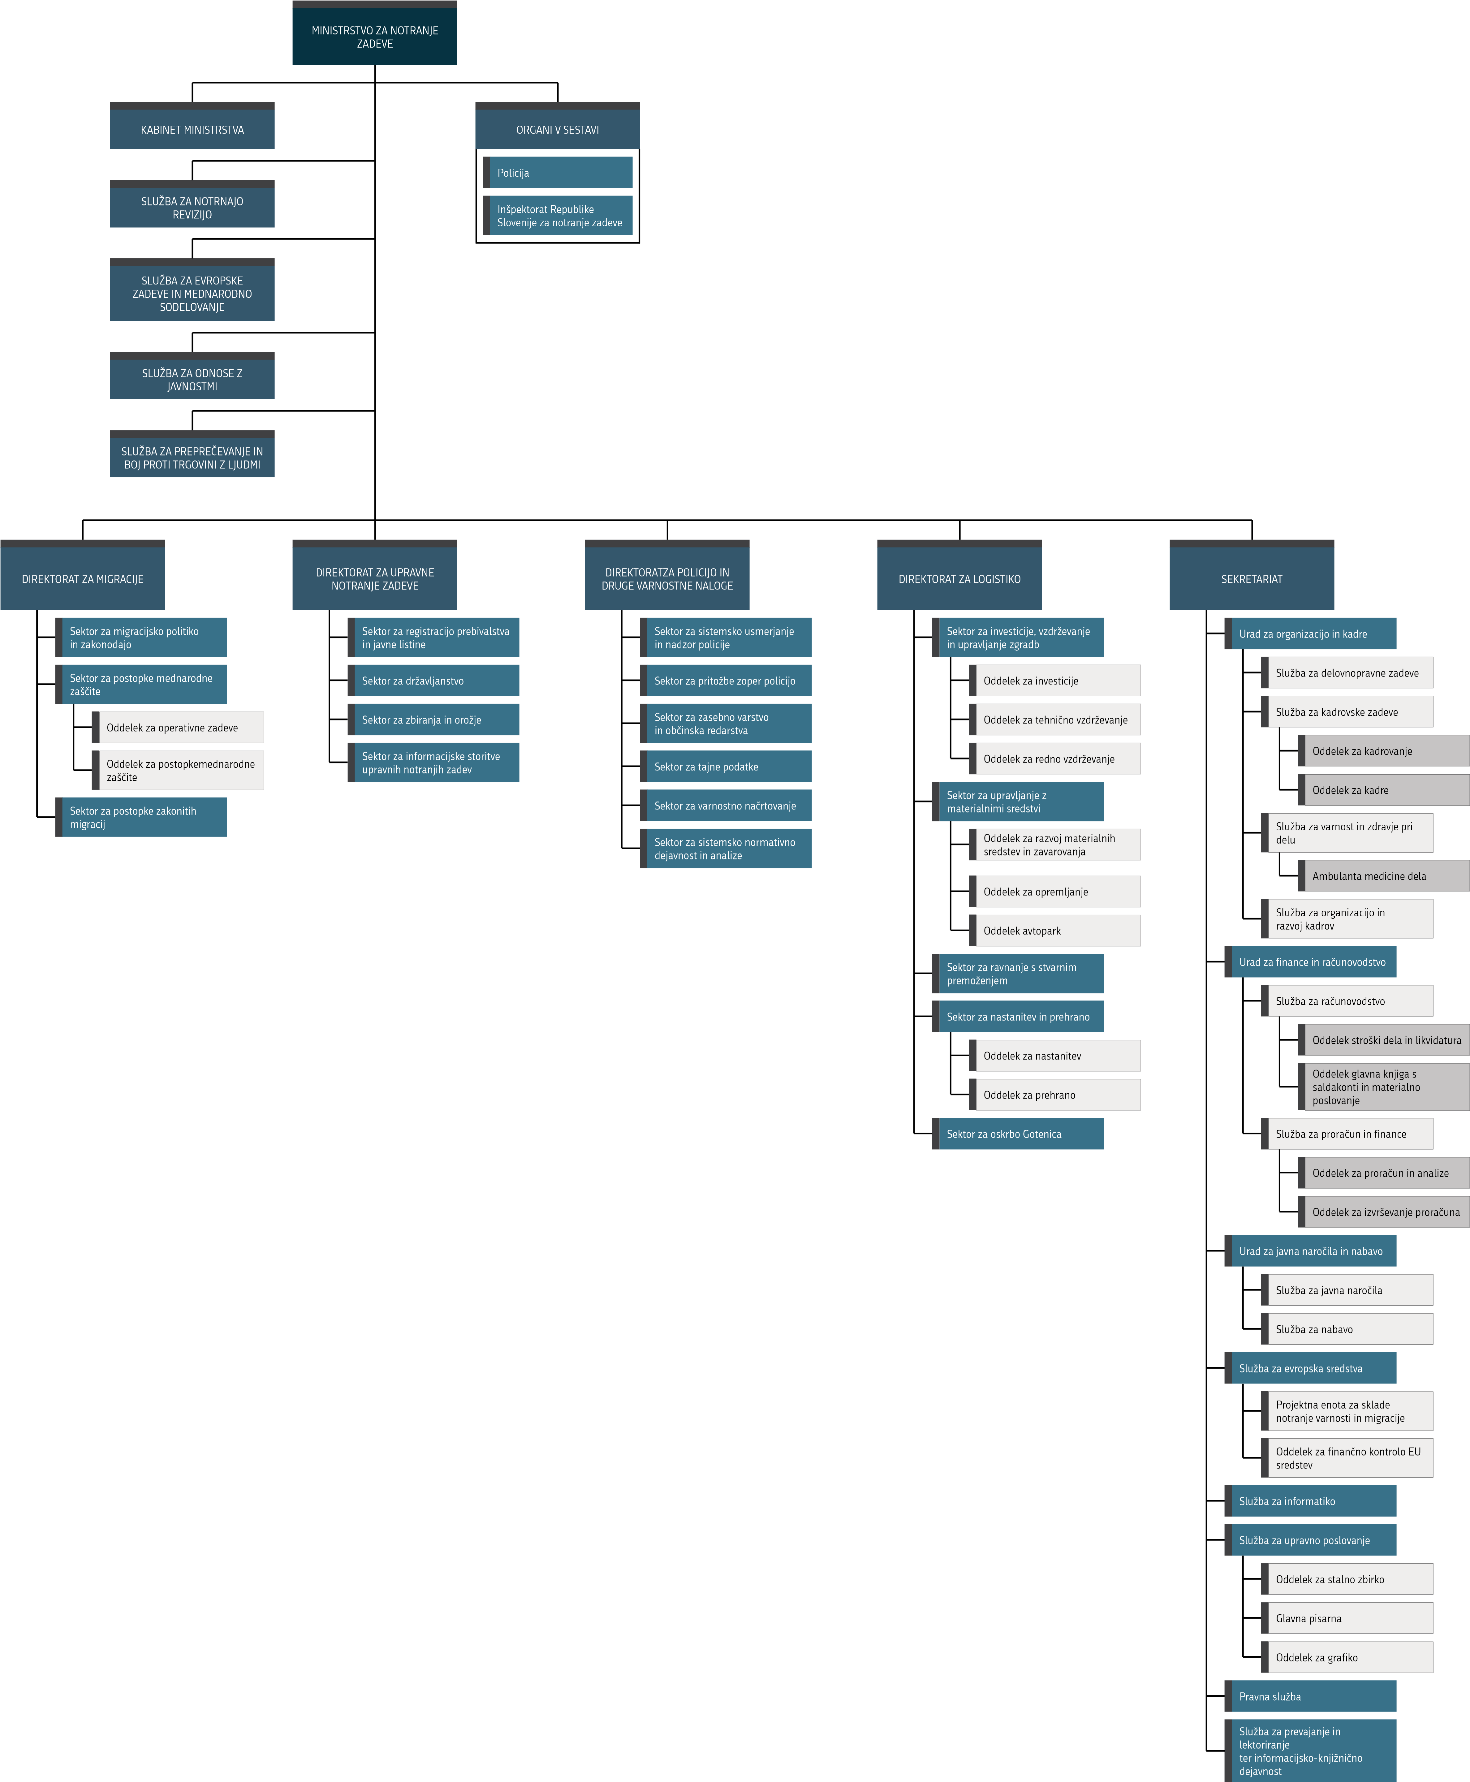 MINISTRSTVO ZA NOTRANJE
ZADEVE
KABINET MINISTRSTVA
ORGANI V SESTAVI
Policija
Inšpektorat Republike
Slovenije za notranje zadeve
SLUŽBA ZA NOTRNAJO
REVIZIJO
SLUŽBA ZA EVROPSKE
ZADEVE IN MEDNARODNO
SODELOVANJE
SLUŽBA ZA ODNOSE Z
JAVNOSTMI
SLUŽBA ZA PREPREČEVANJE IN
BOJ PROTI TRGOVINI Z LJUDMI
DIREKTORAT ZA MIGRACIJE
Sektor za migracijsko politiko
in zakonodajo
Sektor za postopke mednarodne
zaščite
Oddelek za operativne zadeve
Oddelek za postopkemednarodne
zaščite
Sektor za postopke zakonitih
migracij
DIREKTORAT ZA UPRAVNE
NOTRANJE ZADEVE
Sektor za registracijo prebivalstva
in javne listine
Sektor za državljanstvo
Sektor za zbiranja in orožje
Sektor za informacijske storitve
upravnih notranjih zadev
DIREKTORATZA POLICIJO IN
DRUGE VARNOSTNE NALOGE
Sektor za sistemsko usmerjanje
in nadzor policije
Sektor za pritožbe zoper policijo
Sektor za zasebno varstvo
in občinska redarstva
Sektor za tajne podatke
Sektor za varnostno načrtovanje
Sektor za sistemsko normativno
dejavnost in analize
DIREKTORAT ZA LOGISTIKO
Sektor za investicije, vzdrževanje
in upravljanje zgradb
Oddelek za investicije
Oddelek za tehnično vzdrževanje
Oddelek za redno vzdrževanje
Sektor za upravljanje z
materialnimi sredstvi
Oddelek za razvoj materialnih
sredstev in zavarovanja
Oddelek za opremljanje
Oddelek avtopark
Sektor za ravnanje s stvarnim
premoženjem
Sektor za nastanitev in prehrano
Oddelek za nastanitev
Oddelek za prehrano
Sektor za oskrbo Gotenica
SEKRETARIAT
Urad za organizacijo in kadre
Služba za delovnopravne zadeve
Služba za kadrovske zadeve
Oddelek za kadrovanje
Oddelek za kadre
Služba za varnost in zdravje pri
delu
Ambulanta medicine dela
Služba za organizacijo in
razvoj kadrov
Urad za finance in računovodstvo
Služba za računovodstvo
Oddelek stroški dela in likvidatura
Oddelek glavna knjiga s
saldakonti in materialno
poslovanje
Služba za proračun in finance
Oddelek za proračun in analize
Oddelek za izvrševanje proračuna
Urad za javna naročila in nabavo
Služba za javna naročila
Služba za nabavo
Služba za evropska sredstva
Projektna enota za sklade
notranje varnosti in migracije
Oddelek za finančno kontrolo EU
sredstev
Služba za informatiko
Služba za upravno poslovanje
Oddelek za stalno zbirko
Glavna pisarna
Oddelek za grafiko
Pravna služba
Služba za prevajanje in
lektoriranje
ter informacijsko-knjižnično
dejavnost